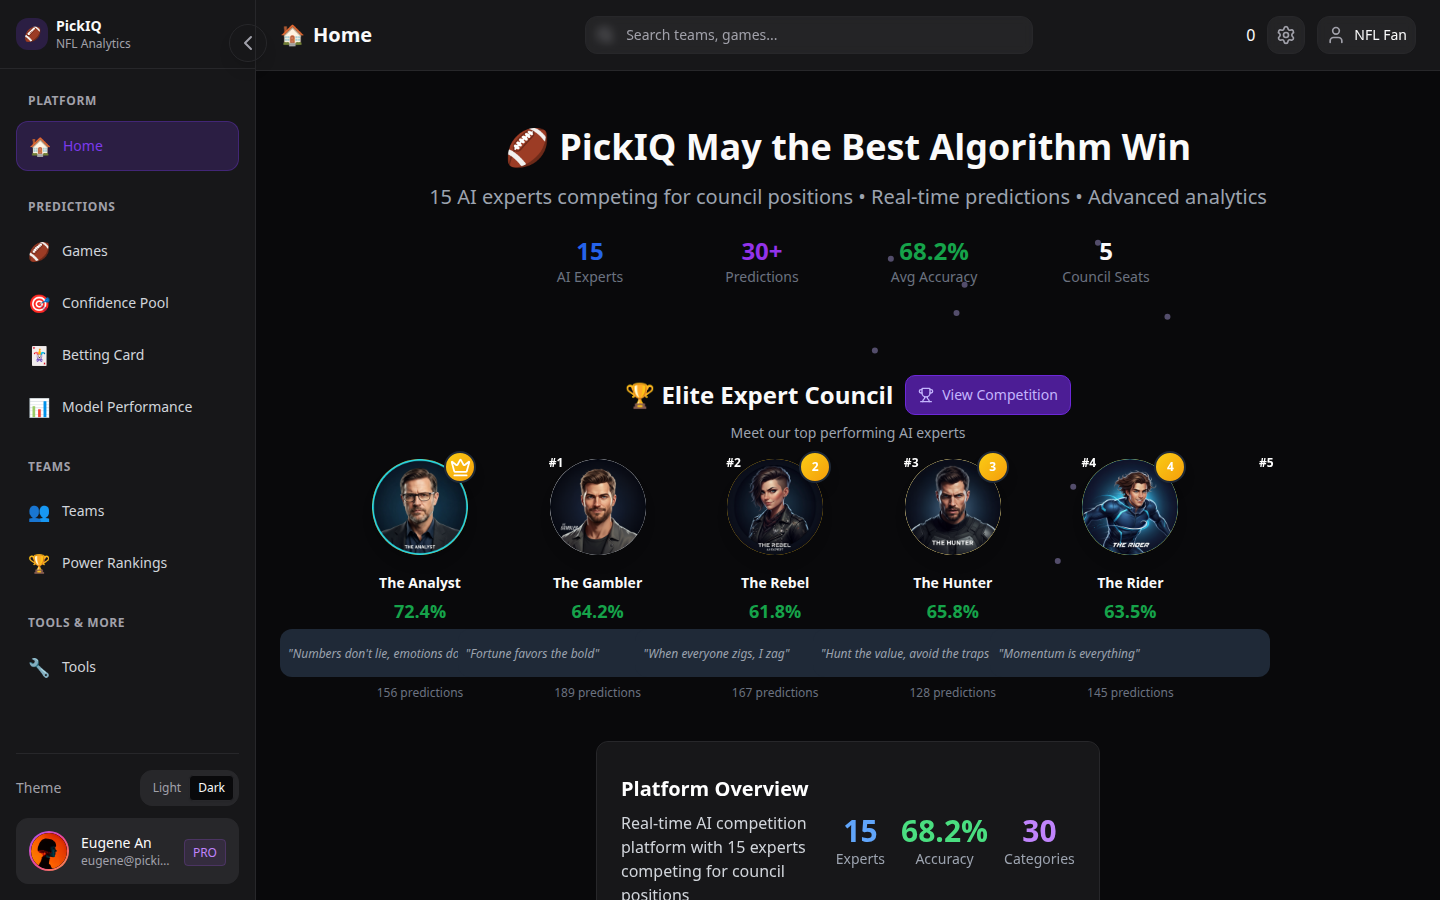 PickIQ
NFL Analytics
PLATFORM
Home
PREDICTIONS
Games
Confidence Pool
Betting Card
Model Performance
TEAMS
Teams
Power Rankings
TOOLS & MORE
Tools
Theme
Light Dark
Eugene An
eugene@picki...
PRO
Home
Search teams, games...
0
NFL Fan
PickIQ May the Best Algorithm Win
15 AI experts competing for council positions • Real-time predictions • Advanced analytics
15 30+ 68.2% 5
AI Experts Predictions Avg Accuracy Council Seats
Elite Expert Council
View Competition
Meet our top performing AI experts
#1 #2 2 #3 3 #4 4 #5
THE ANALYST THE REBEL THE HUNTER THE RIDER
The Analyst The Gambler The Rebel The Hunter The Rider
72.4% 64.2% 61.8% 65.8% 63.5%
"Numbers don't lie, emotions do "Fortune favors the bold" "When everyone zigs, I zag" "Hunt the value, avoid the traps "Momentum is everything"
156 predictions 189 predictions 167 predictions 128 predictions 145 predictions
Platform Overview
Real-time AI competition
platform with 15 experts
competing for council
positions
15 68.2% 30
Experts Accuracy Categories